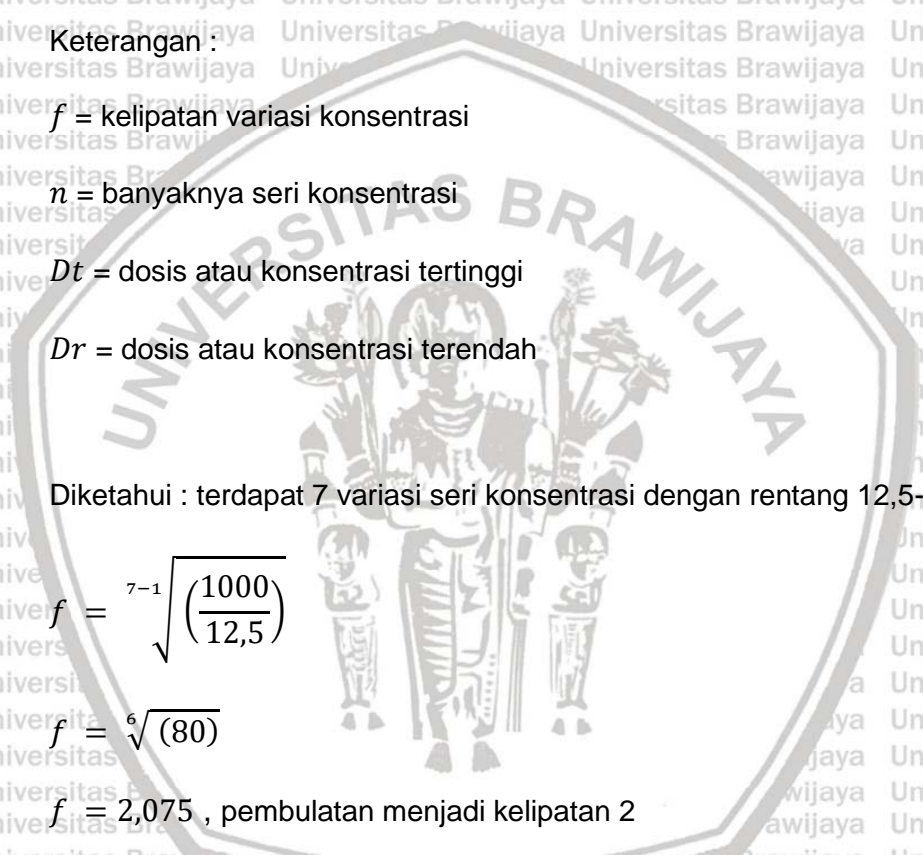 Keterangan :
𝑓 = kelipatan variasi konsentrasi
𝑛 = banyaknya seri konsentrasi
𝐷𝑡 = dosis atau konsentrasi tertinggi
𝐷𝑟 = dosis atau konsentrasi terendah
UNIVERSITAS BRAWIJAYA
Diketahui : terdapat 7 variasi seri konsentrasi dengan rentang 12,5-
𝑓 = ⁷⁻¹√(1000/12,5)
𝑓 = ⁶√(80)
𝑓 = 2,075 , pembulatan menjadi kelipatan 2